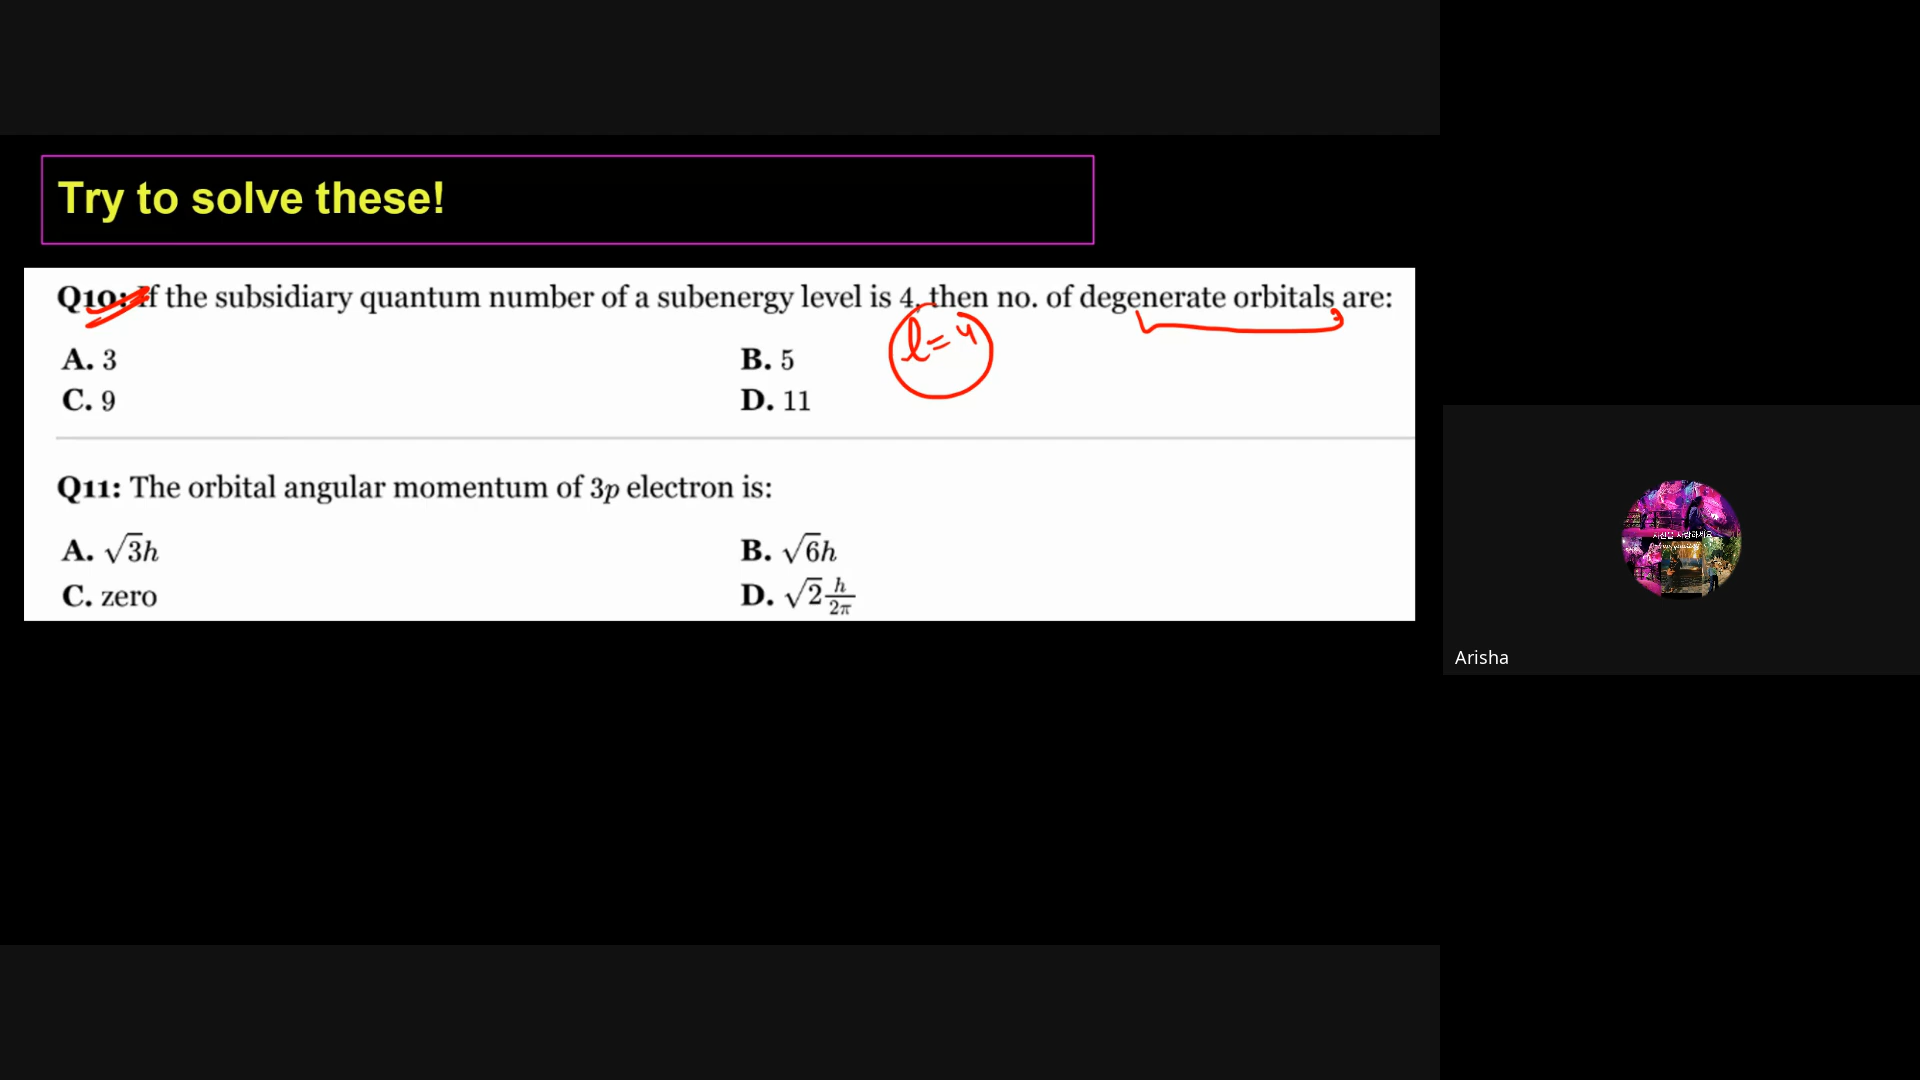 Try to solve these!
Q10: If the subsidiary quantum number of a subenergy level is 4, then no. of degenerate orbitals are:
l = 4
A. 3
B. 5
C. 9
D. 11
Q11: The orbital angular momentum of 3p electron is:
A. √3h
B. √6h
C. zero
D. √2 h/2π
Arisha